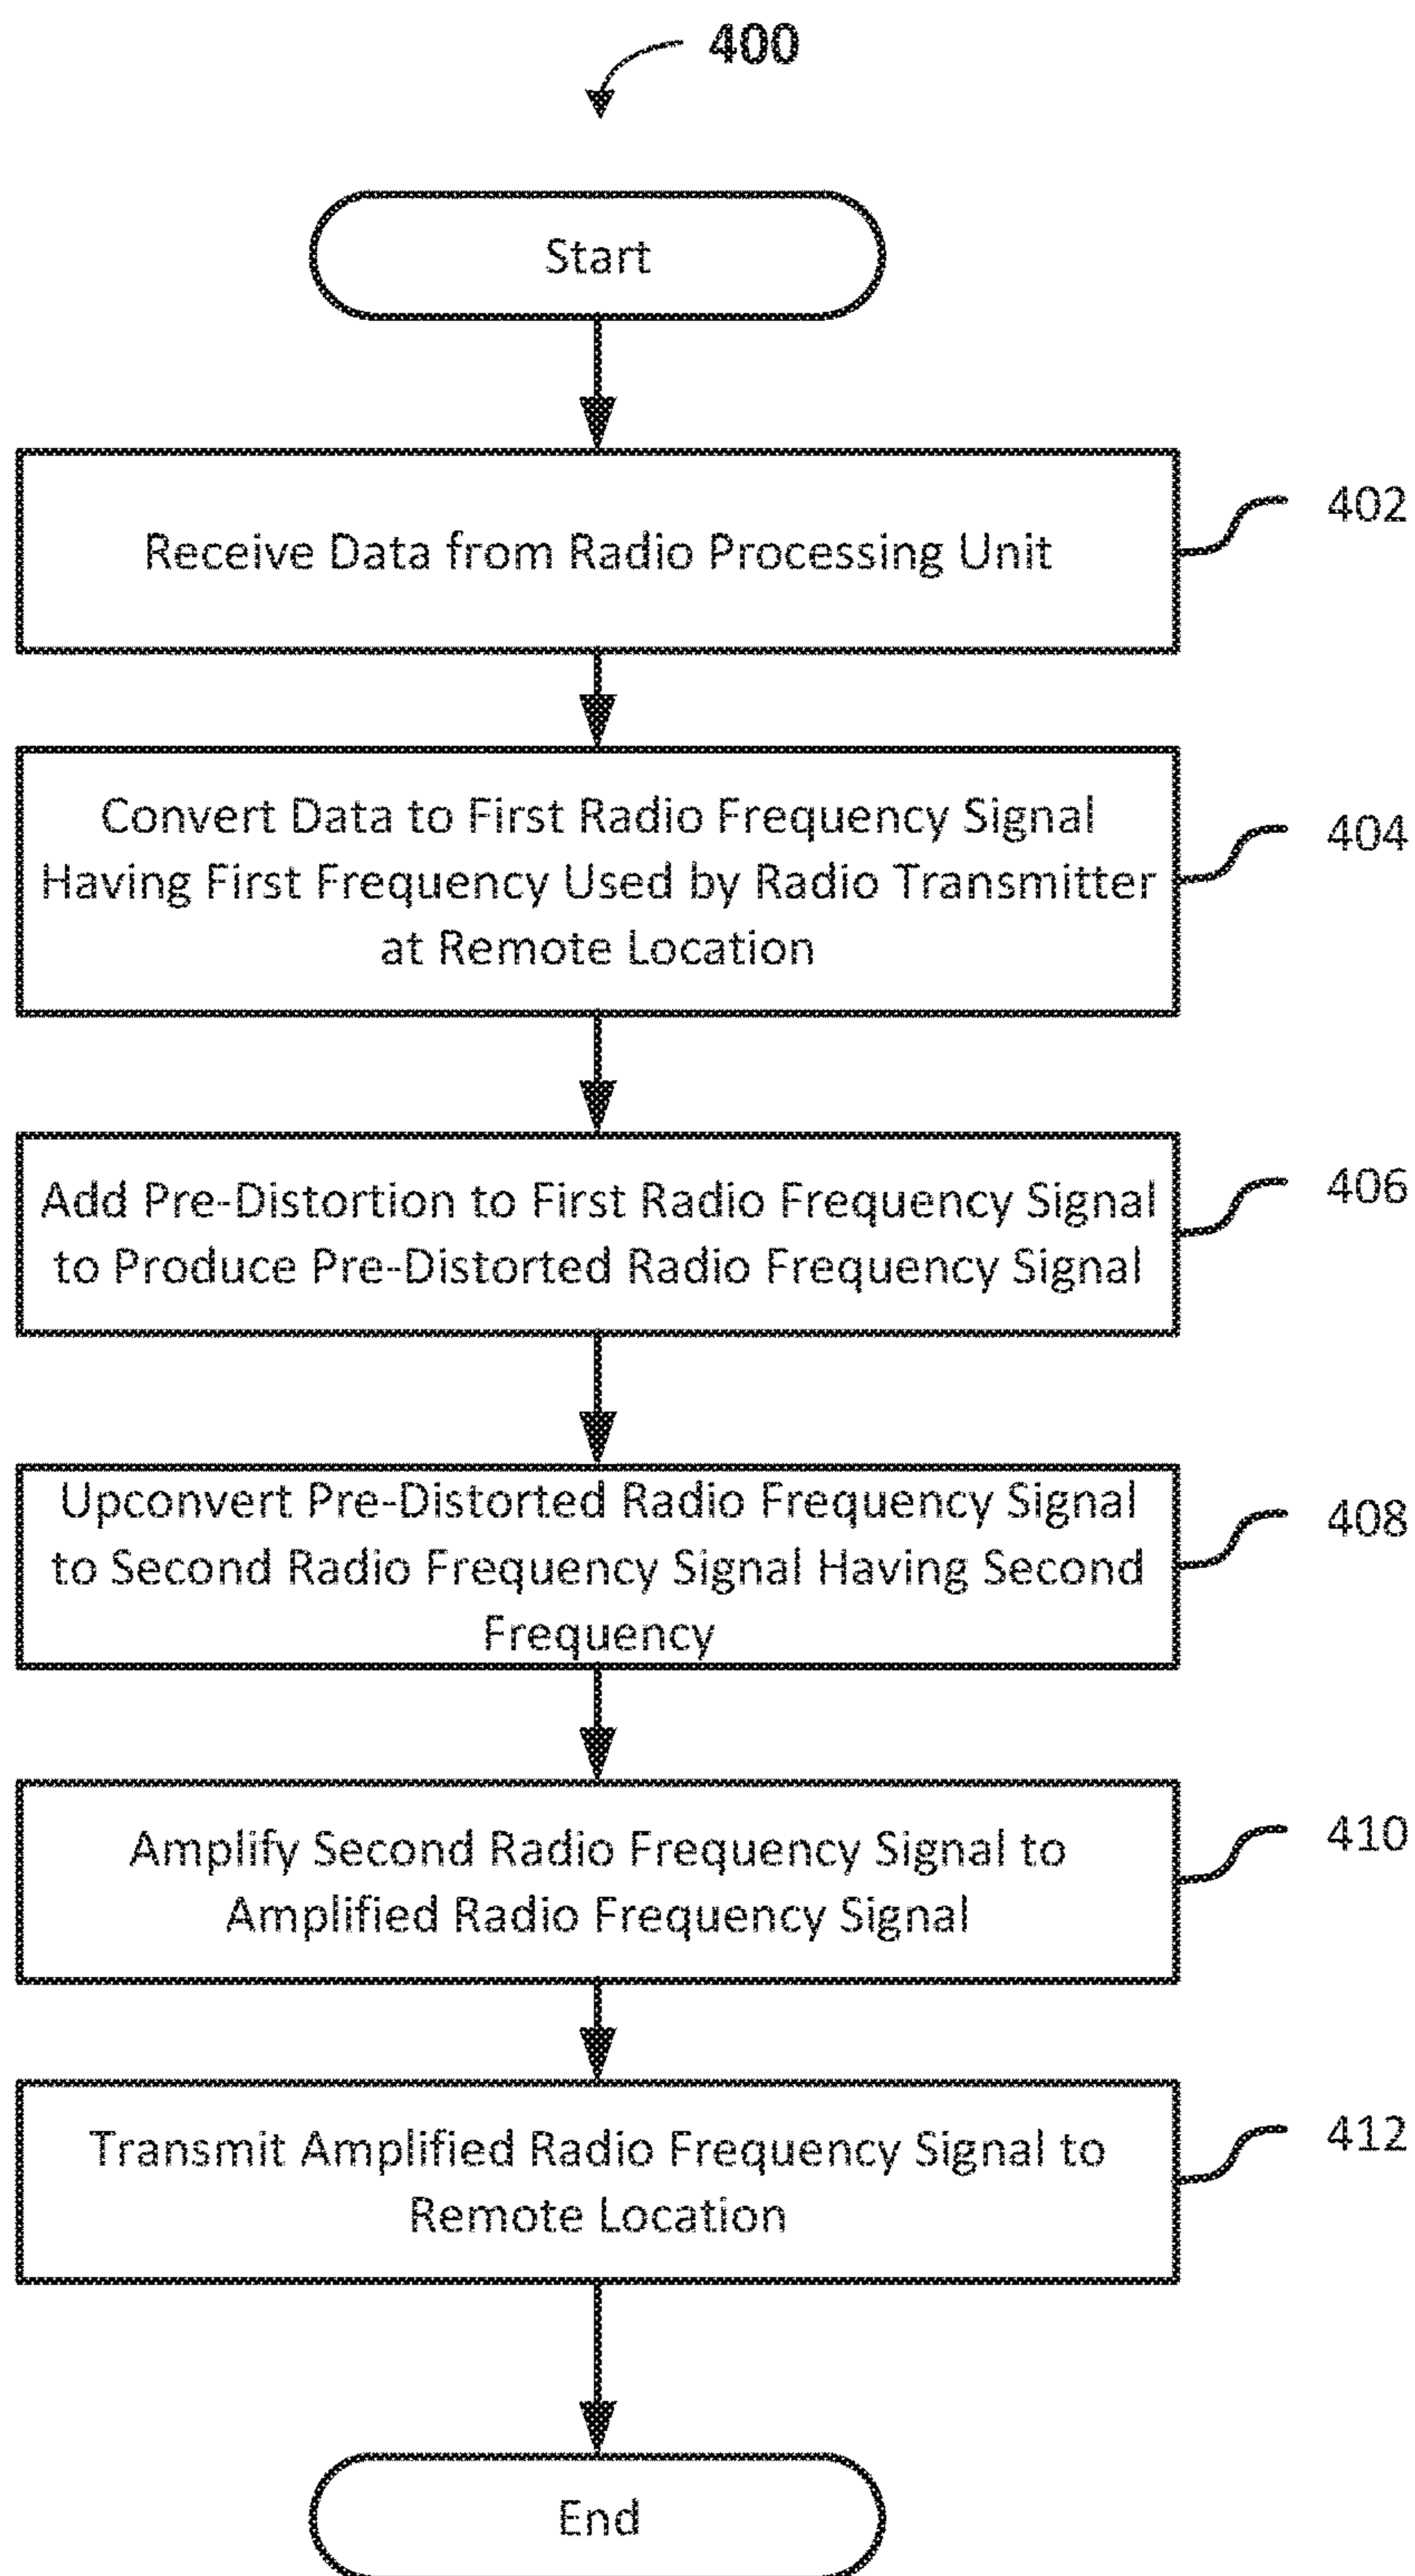 400
Start
Receive Data from Radio Processing Unit
402
Convert Data to First Radio Frequency Signal
Having First Frequency Used by Radio Transmitter
at Remote Location
404
Add Pre-Distortion to First Radio Frequency Signal
to Produce Pre-Distorted Radio Frequency Signal
406
Upconvert Pre-Distorted Radio Frequency Signal
to Second Radio Frequency Signal Having Second
Frequency
408
Amplify Second Radio Frequency Signal to
Amplified Radio Frequency Signal
410
Transmit Amplified Radio Frequency Signal to
Remote Location
412
End